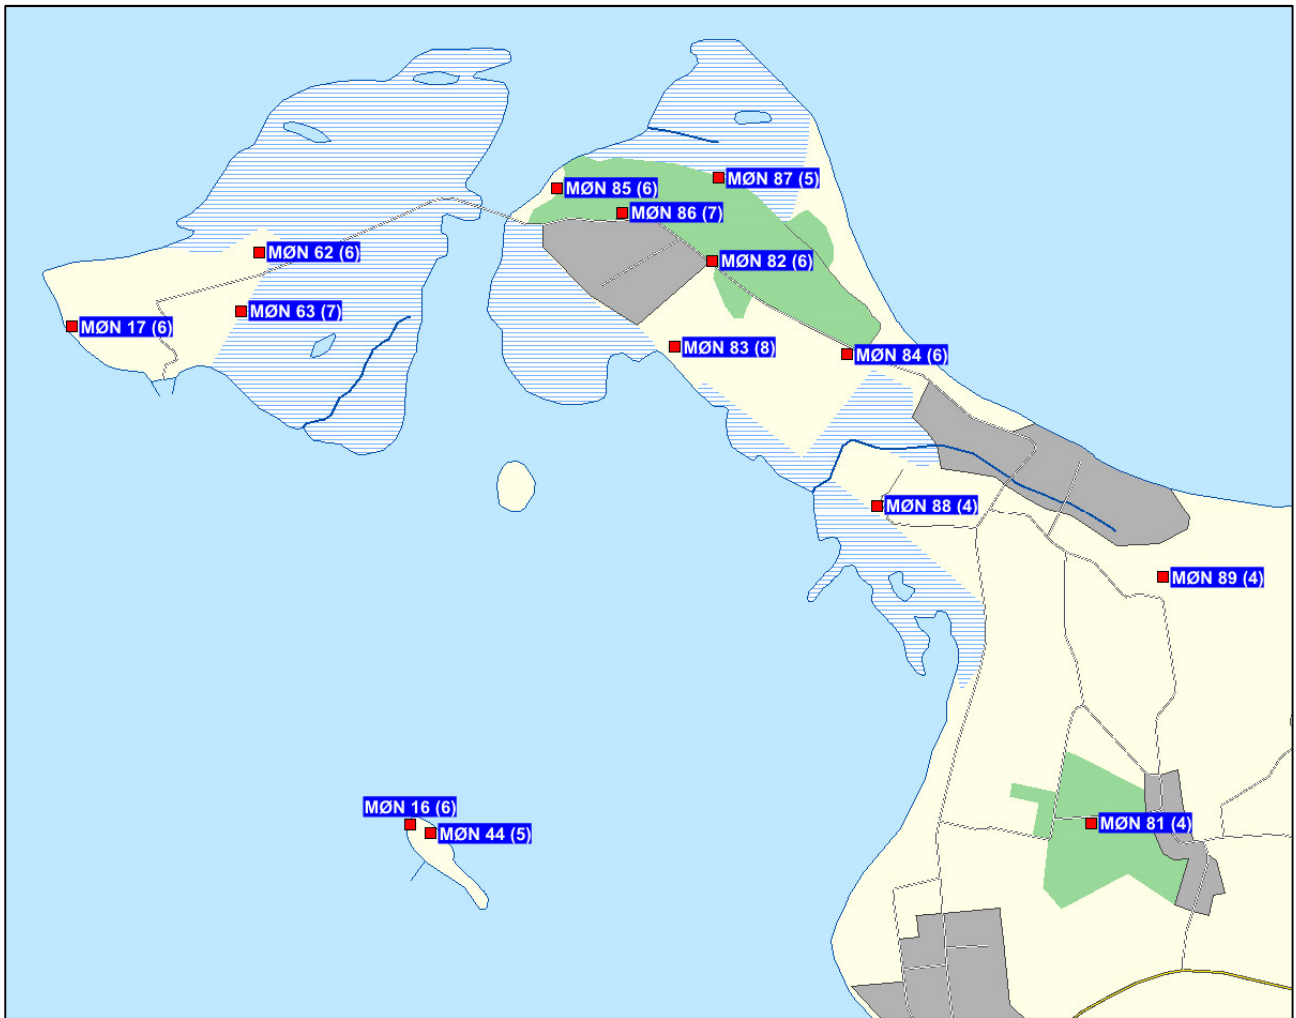 MØN 87 (5)
MØN 85 (6)
MØN 86 (7)
MØN 62 (6)
MØN 82 (6)
MØN 63 (7)
MØN 17 (6)
MØN 83 (8)
MØN 84 (6)
MØN 88 (4)
MØN 89 (4)
MØN 16 (6)
MØN 44 (5)
MØN 81 (4)